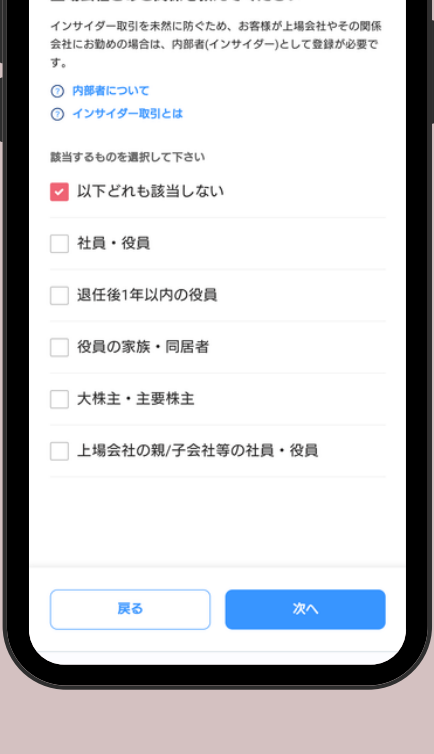 インサイダー取引を未然に防ぐため、お客様が上場会社やその関係
会社にお勤めの場合は、内部者(インサイダー)として登録が必要で
す。
内部者について
インサイダー取引とは
該当するものを選択して下さい
以下どれも該当しない
社員・役員
退任後1年以内の役員
役員の家族・同居者
大株主・主要株主
上場会社の親/子会社等の社員・役員
戻る
次へ